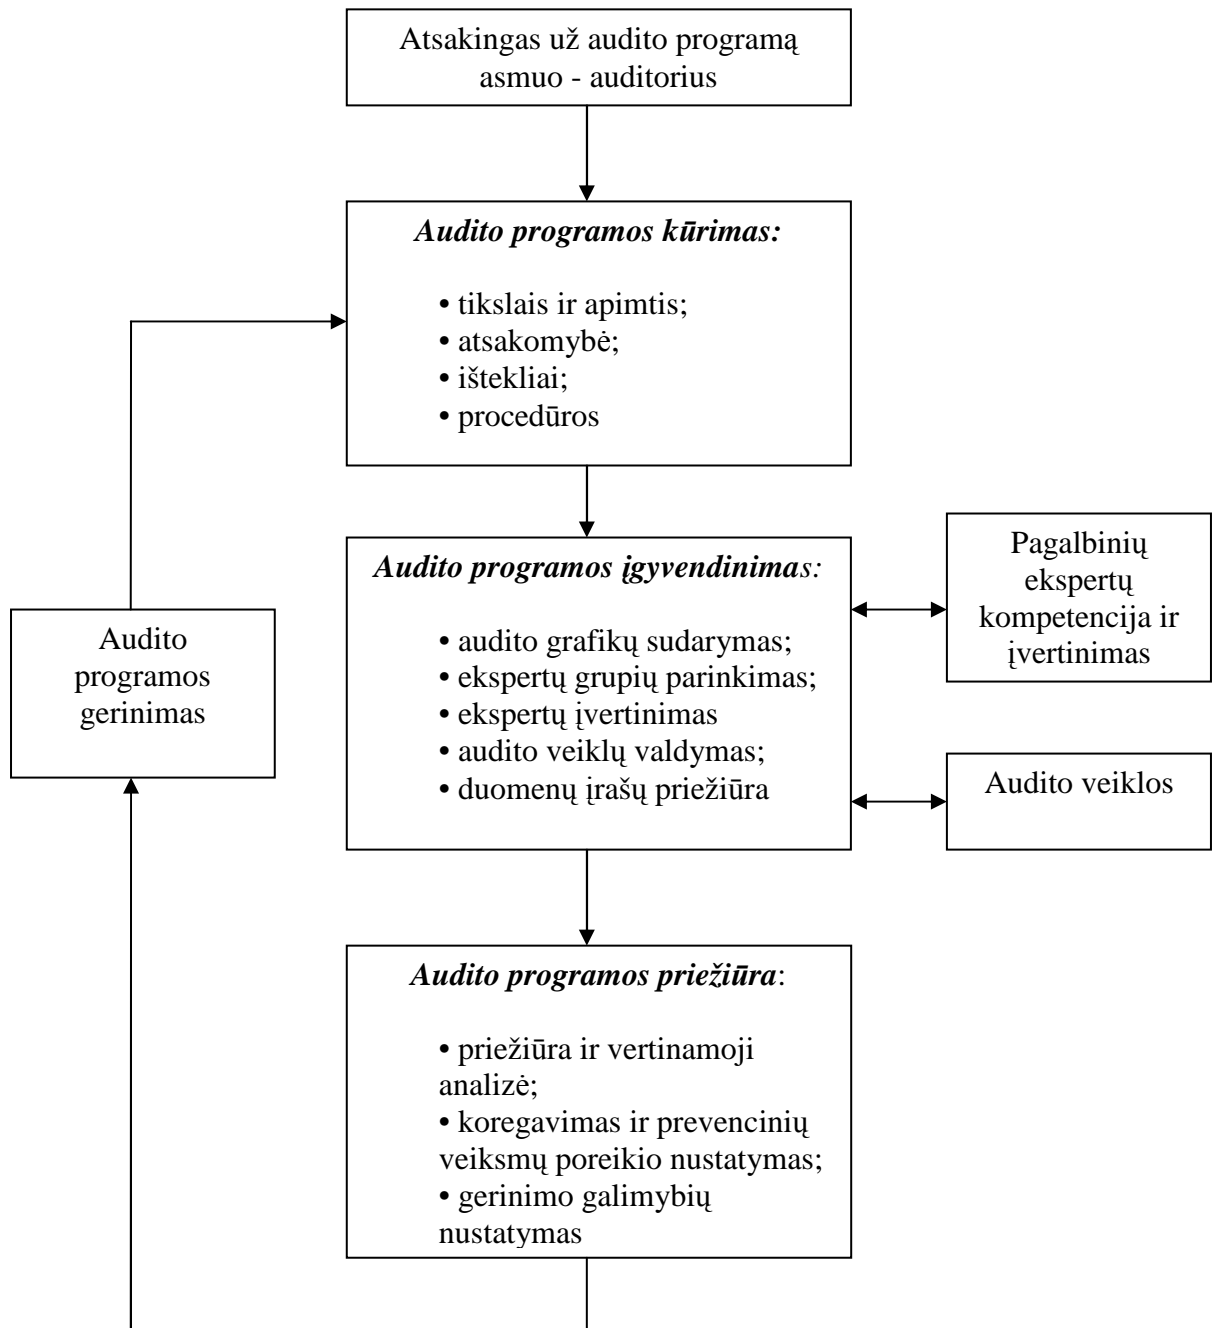 Atsakingas už audito programą
asmuo - auditorius
Audito programos kūrimas:
• tikslais ir apimtis;
• atsakomybė;
• ištekliai;
• procedūros
Audito programos įgyvendinimas:
• audito grafikų sudarymas;
• ekspertų grupių parinkimas;
• ekspertų įvertinimas
• audito veiklų valdymas;
• duomenų įrašų priežiūra
Pagalbinių
ekspertų
kompetencija ir
įvertinimas
Audito
programos
gerinimas
Audito veiklos
Audito programos priežiūra:
• priežiūra ir vertinamoji
analizė;
• koregavimas ir prevencinių
veiksmų poreikio nustatymas;
• gerinimo galimybių
nustatymas